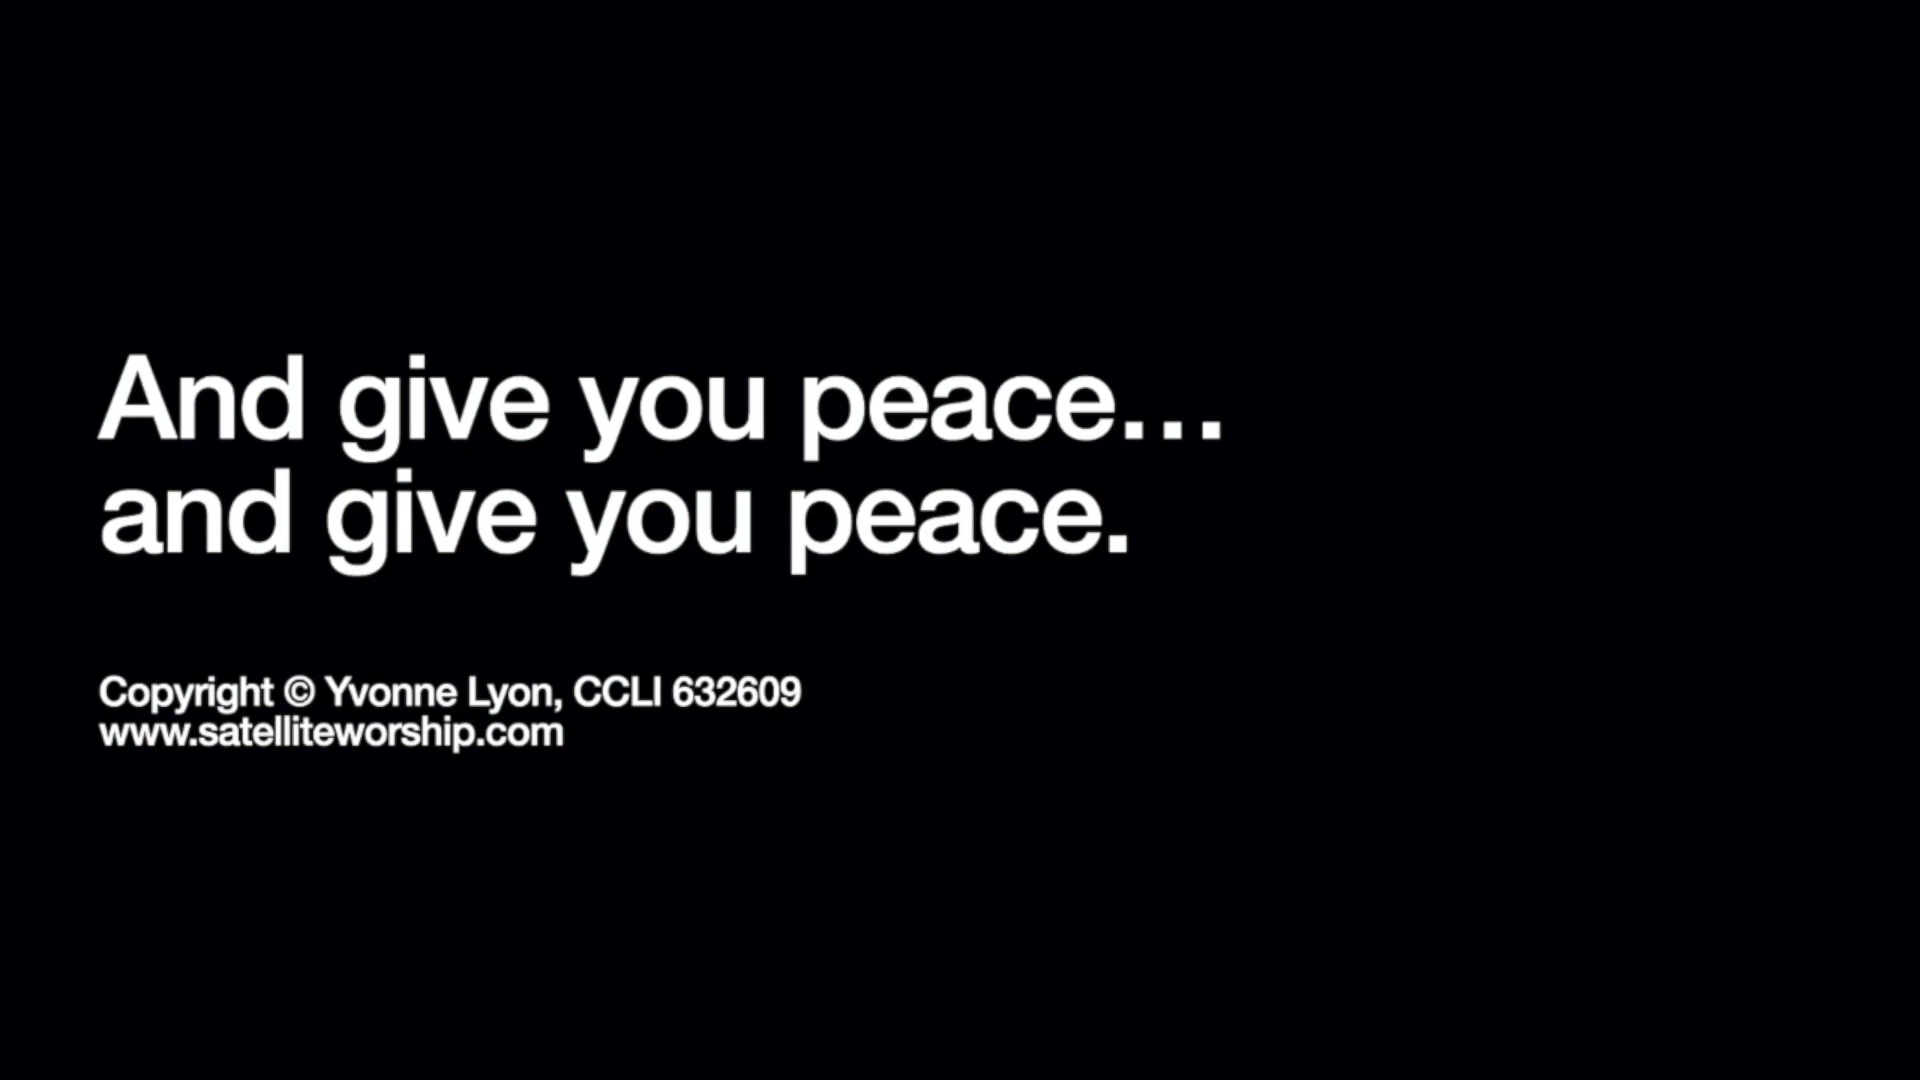 And give you peace…
and give you peace.
Copyright © Yvonne Lyon, CCLI 632609
www.satelliteworship.com